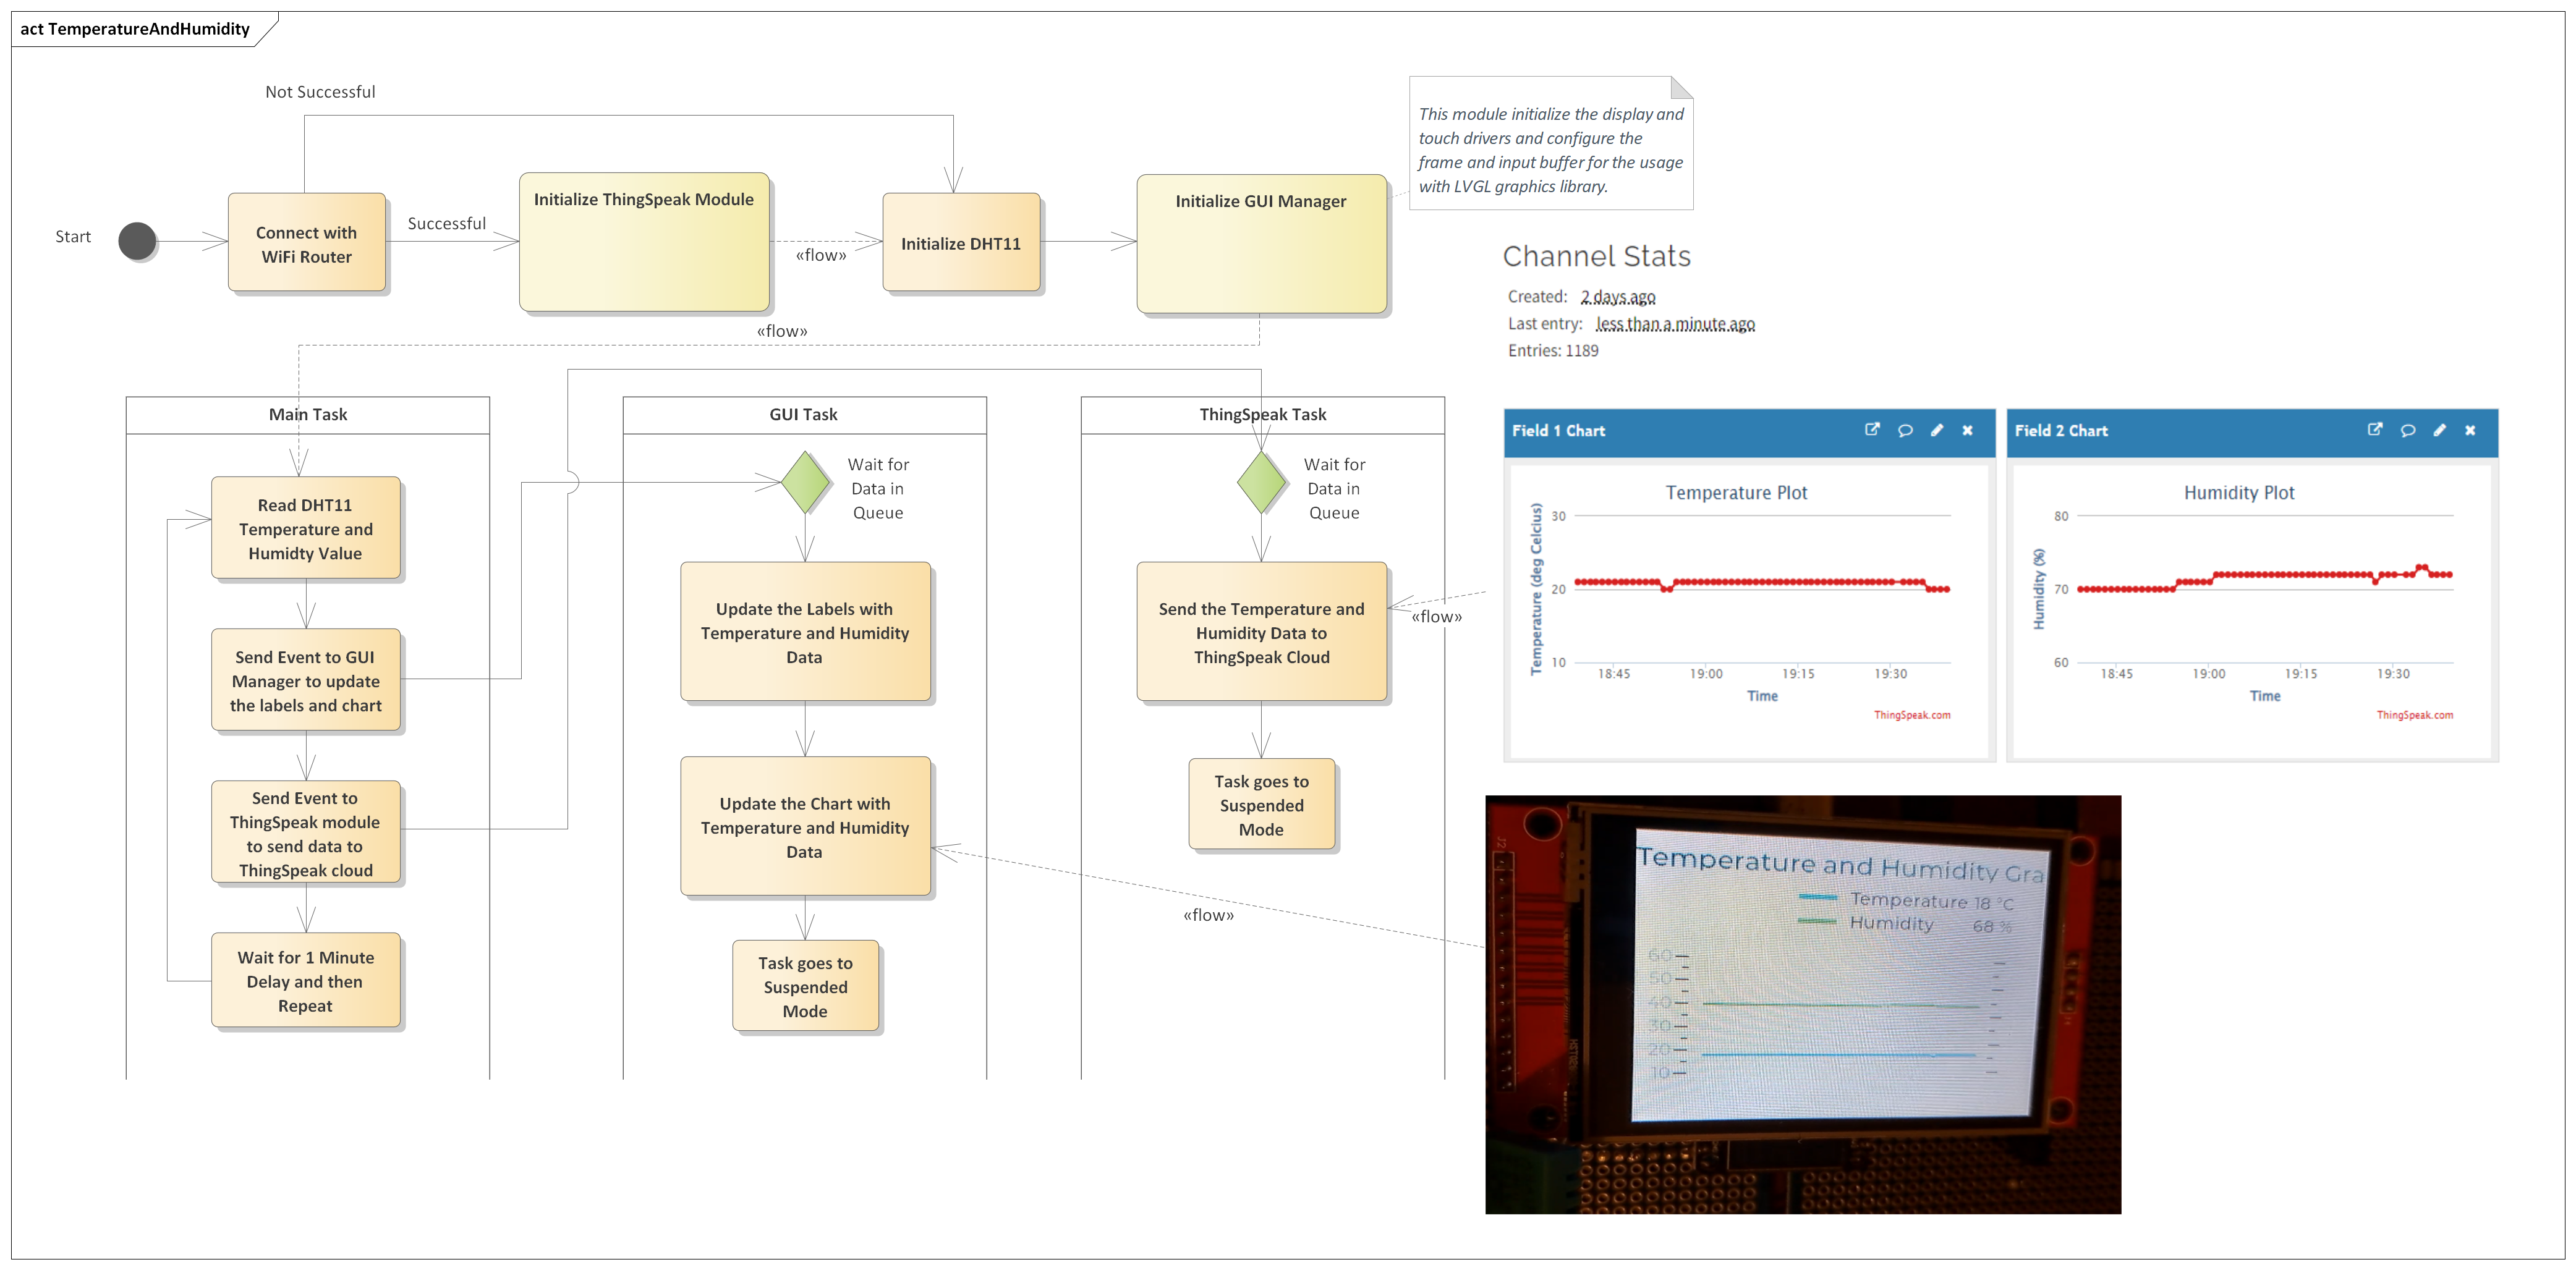 act TemperatureAndHumidity
Not Successful
Start
Connect with
WiFi Router
Successful
Initialize ThingSpeak Module
«flow»
Initialize DHT11
Initialize GUI Manager
This module initialize the display and
touch drivers and configure the
frame and input buffer for the usage
with LVGL graphics library.
«flow»
Main Task
Read DHT11
Temperature and
Humidty Value
Send Event to GUI
Manager to update
the labels and chart
Send Event to
ThingSpeak module
to send data to
ThingSpeak cloud
Wait for 1 Minute
Delay and then
Repeat
GUI Task
Wait for
Data in
Queue
Update the Labels with
Temperature and Humidity
Data
Update the Chart with
Temperature and Humidity
Data
Task goes to
Suspended
Mode
ThingSpeak Task
Wait for
Data in
Queue
Send the Temperature and
Humidity Data to
ThingSpeak Cloud
Task goes to
Suspended
Mode
«flow»
«flow»
Channel Stats
Created: 2 days ago
Last entry: less than a minute ago
Entries: 1189
Field 1 Chart
Temperature Plot
Temperature (deg Celcius)
30
20
10
18:45 19:00 19:15 19:30
Time
ThingSpeak.com
Field 2 Chart
Humidity Plot
Humidity (%)
80
70
60
18:45 19:00 19:15 19:30
Time
ThingSpeak.com
Temperature and Humidity Gra
Temperature 18 °C
Humidity 68 %
60
50
40
30
20
10